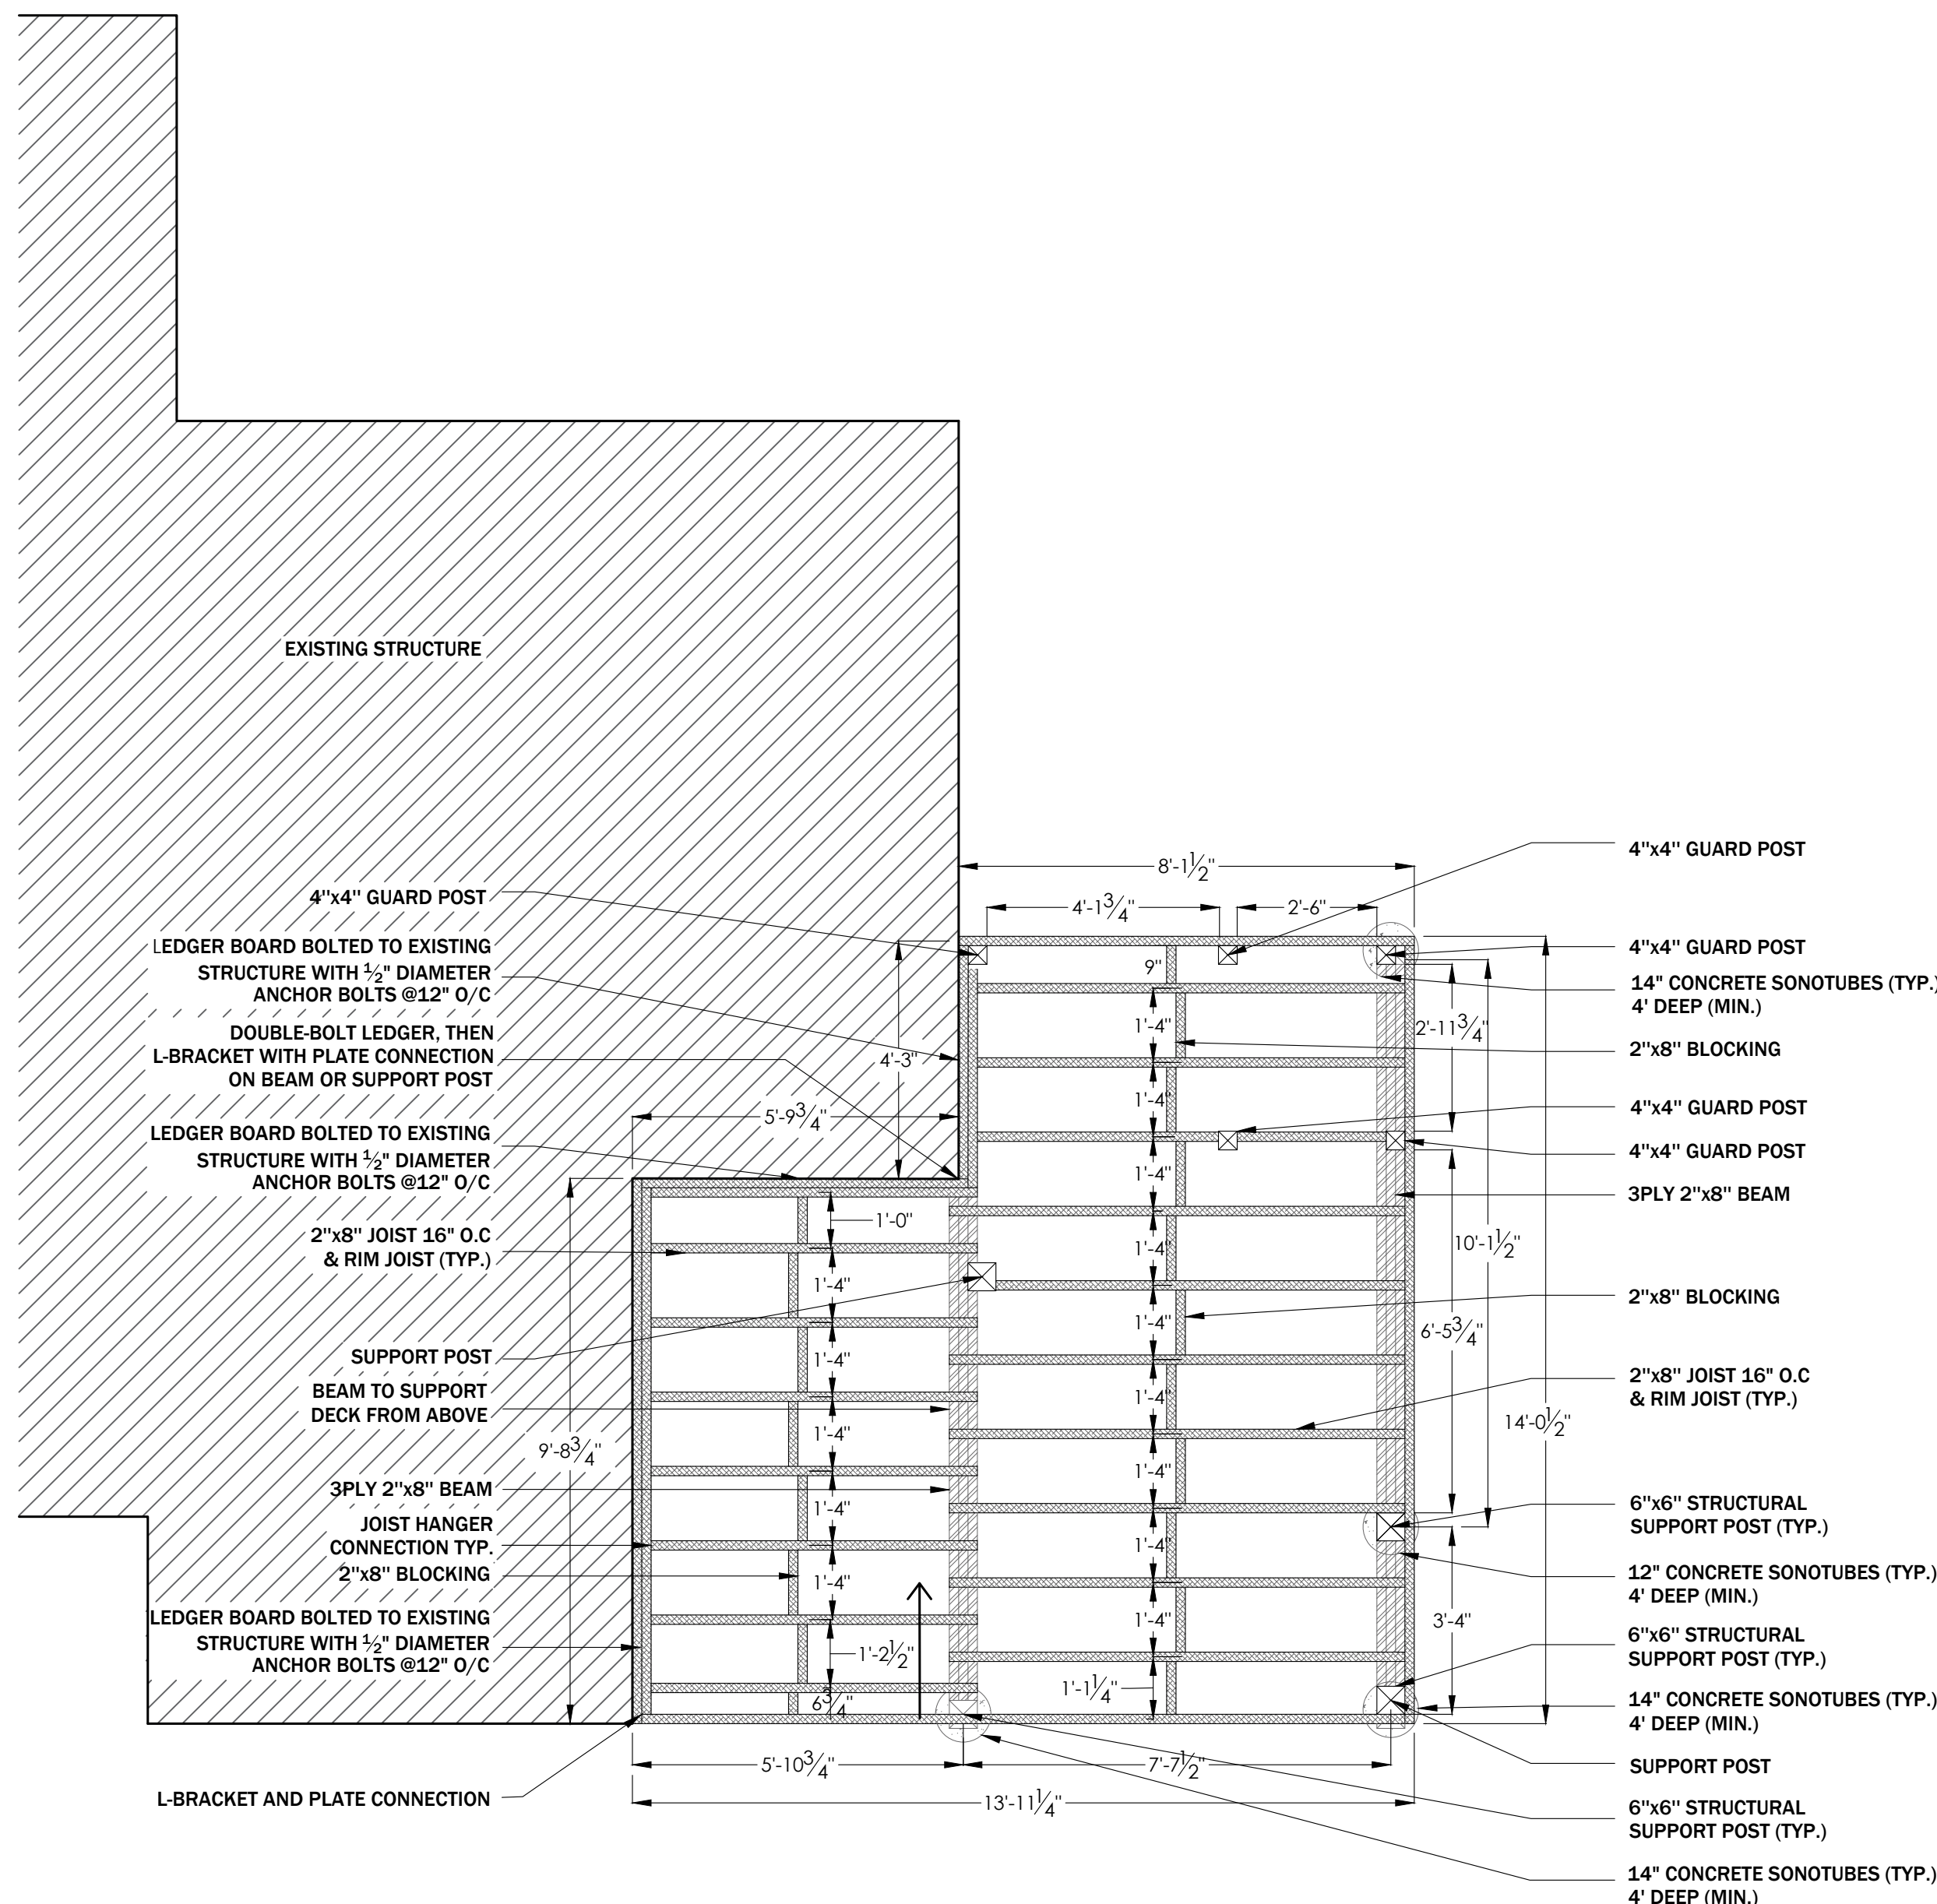 EXISTING STRUCTURE
4"x4" GUARD POST
LEDGER BOARD BOLTED TO EXISTING
STRUCTURE WITH ½" DIAMETER
ANCHOR BOLTS @12" O/C
DOUBLE-BOLT LEDGER, THEN
L-BRACKET WITH PLATE CONNECTION
ON BEAM OR SUPPORT POST
LEDGER BOARD BOLTED TO EXISTING
STRUCTURE WITH ½" DIAMETER
ANCHOR BOLTS @12" O/C
2"x8" JOIST 16" O.C
& RIM JOIST (TYP.)
SUPPORT POST
BEAM TO SUPPORT
DECK FROM ABOVE
3PLY 2"x8" BEAM
JOIST HANGER
CONNECTION TYP.
2"x8" BLOCKING
LEDGER BOARD BOLTED TO EXISTING
STRUCTURE WITH ½" DIAMETER
ANCHOR BOLTS @12" O/C
L-BRACKET AND PLATE CONNECTION
8'-1½"
4'-1¾"
2'-6"
4'-3"
5'-9¾"
9'-8¾"
1'-0"
1'-4"
1'-4"
1'-4"
1'-4"
1'-4"
1'-2½"
6¾"
9"
1'-4"
1'-4"
1'-4"
1'-4"
1'-4"
1'-4"
1'-4"
1'-4"
1'-4"
1'-1¼"
2'-11¾"
10'-1½"
6'-5¾"
14'-0½"
3'-4"
5'-10¾"
7'-7½"
13'-11¼"
4"x4" GUARD POST
4"x4" GUARD POST
14" CONCRETE SONOTUBES (TYP.)
4' DEEP (MIN.)
2"x8" BLOCKING
4"x4" GUARD POST
4"x4" GUARD POST
3PLY 2"x8" BEAM
2"x8" BLOCKING
2"x8" JOIST 16" O.C
& RIM JOIST (TYP.)
6"x6" STRUCTURAL
SUPPORT POST (TYP.)
12" CONCRETE SONOTUBES (TYP.)
4' DEEP (MIN.)
6"x6" STRUCTURAL
SUPPORT POST (TYP.)
14" CONCRETE SONOTUBES (TYP.)
4' DEEP (MIN.)
SUPPORT POST
6"x6" STRUCTURAL
SUPPORT POST (TYP.)
14" CONCRETE SONOTUBES (TYP.)
4' DEEP (MIN.)